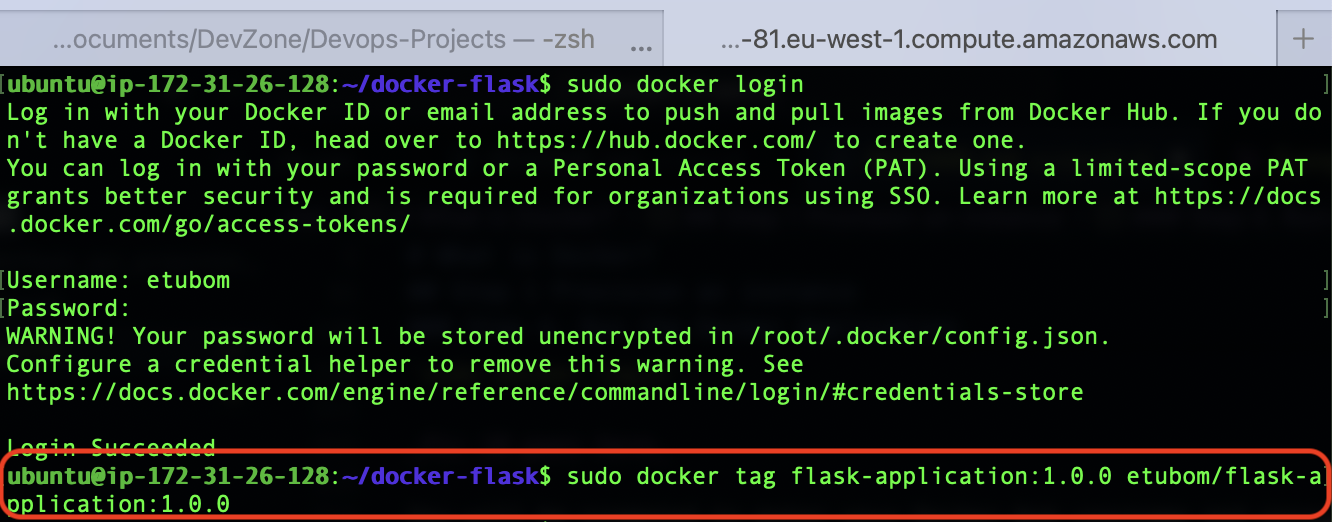 ...ocuments/DevZone/Devops-Projects — -zsh ... ...-81.eu-west-1.compute.amazonaws.com +
[ubuntu@ip-172-31-26-128:~/docker-flask$ sudo docker login ]
Log in with your Docker ID or email address to push and pull images from Docker Hub. If you do
n't have a Docker ID, head over to https://hub.docker.com/ to create one.
You can log in with your password or a Personal Access Token (PAT). Using a limited-scope PAT
grants better security and is required for organizations using SSO. Learn more at https://docs
.docker.com/go/access-tokens/
[Username: etubom ]
[Password: ]
WARNING! Your password will be stored unencrypted in /root/.docker/config.json.
Configure a credential helper to remove this warning. See
https://docs.docker.com/engine/reference/commandline/login/#credentials-store
Login Succeeded
ubuntu@ip-172-31-26-128:~/docker-flask$ sudo docker tag flask-application:1.0.0 etubom/flask-a]
pplication:1.0.0